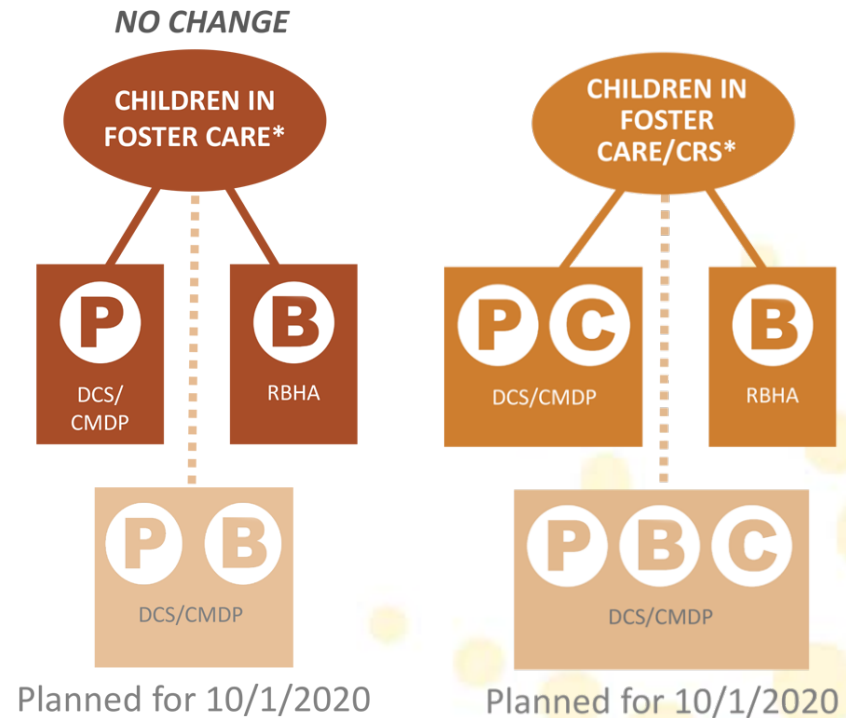 NO CHANGE
CHILDREN IN
FOSTER CARE*
P
DCS/
CMDP
B
RBHA
P B
DCS/CMDP
Planned for 10/1/2020
CHILDREN IN
FOSTER
CARE/CRS*
P C
DCS/CMDP
B
RBHA
P B C
DCS/CMDP
Planned for 10/1/2020